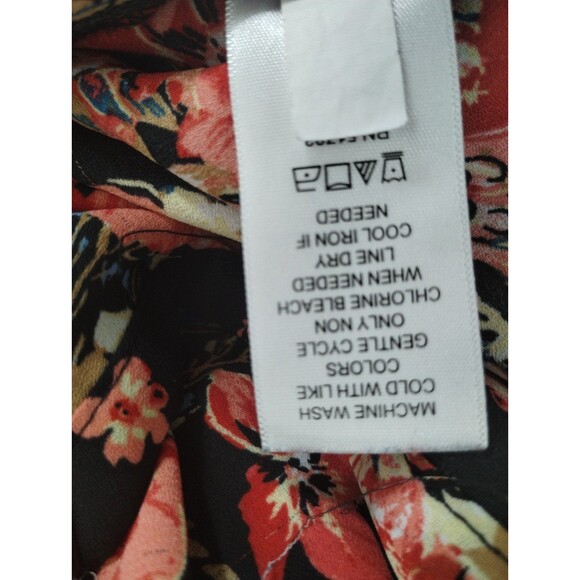 MACHINE WASH
COLD WITH LIKE
COLORS
GENTLE CYCLE
ONLY NON
CHLORINE BLEACH
WHEN NEEDED
LINE DRY
COOL IRON IF
NEEDED
RN